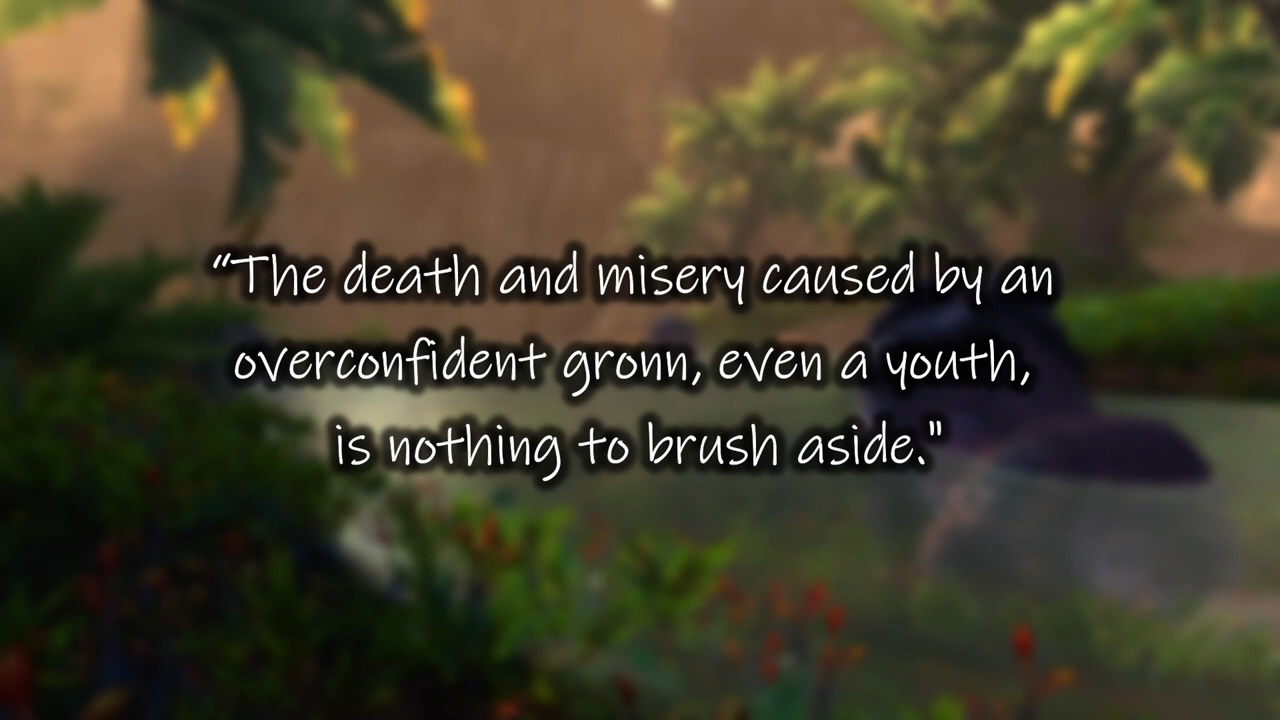 “The death and misery caused by an
overconfident gronn, even a youth,
is nothing to brush aside."